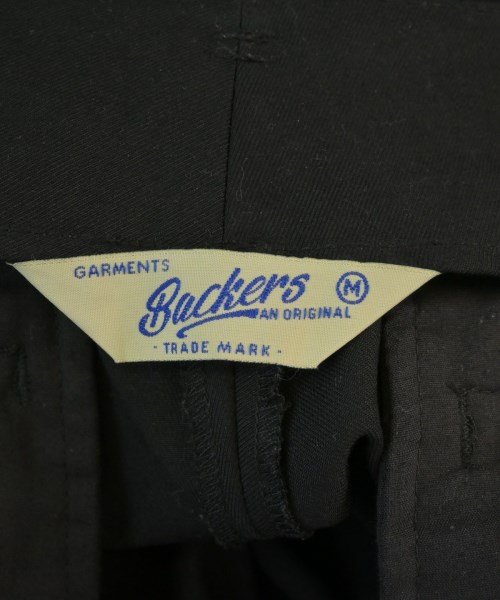 GARMENTS
Backers M
AN ORIGINAL
- TRADE MARK -